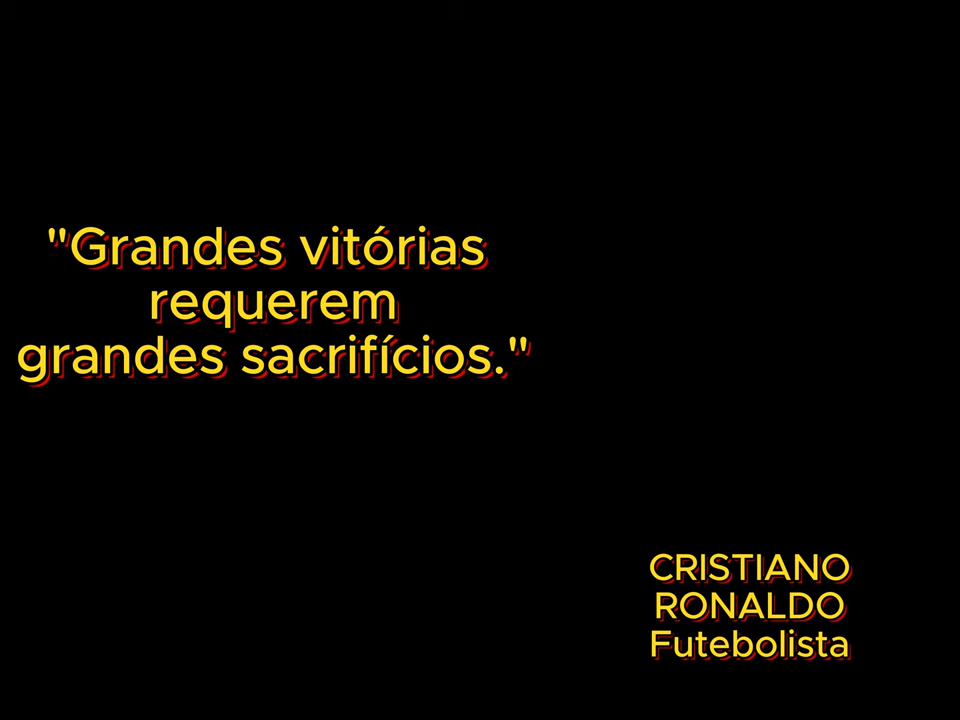 "Grandes vitórias
requerem
grandes sacrifícios."
CRISTIANO
RONALDO
Futebolista